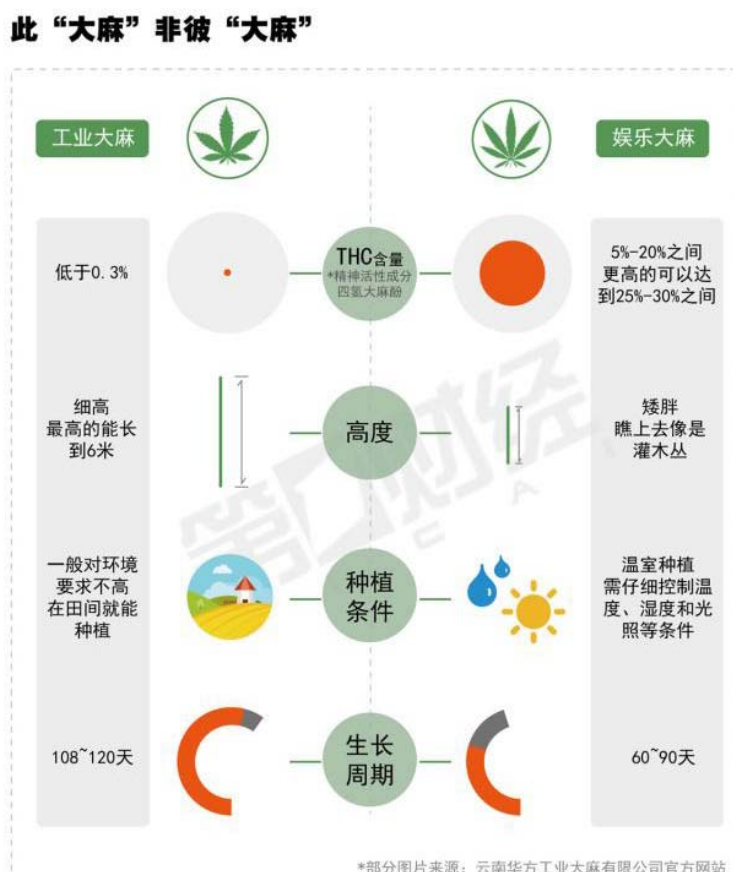 此“大麻”非彼“大麻”
工业大麻
娱乐大麻
低于0.3%
THC含量
*精神活性成分
四氢大麻酚
5%-20%之间
更高的可以达
到25%-30%之间
细高
最高的能长
到6米
高度
矮胖
瞧上去像是
灌木丛
一般对环境
要求不高
在田间就能
种植
种植
条件
温室种植
需仔细控制温
度、湿度和光
照等条件
108~120天
生长
周期
60~90天
*部分图片来源：云南华方工业大麻有限公司官方网站